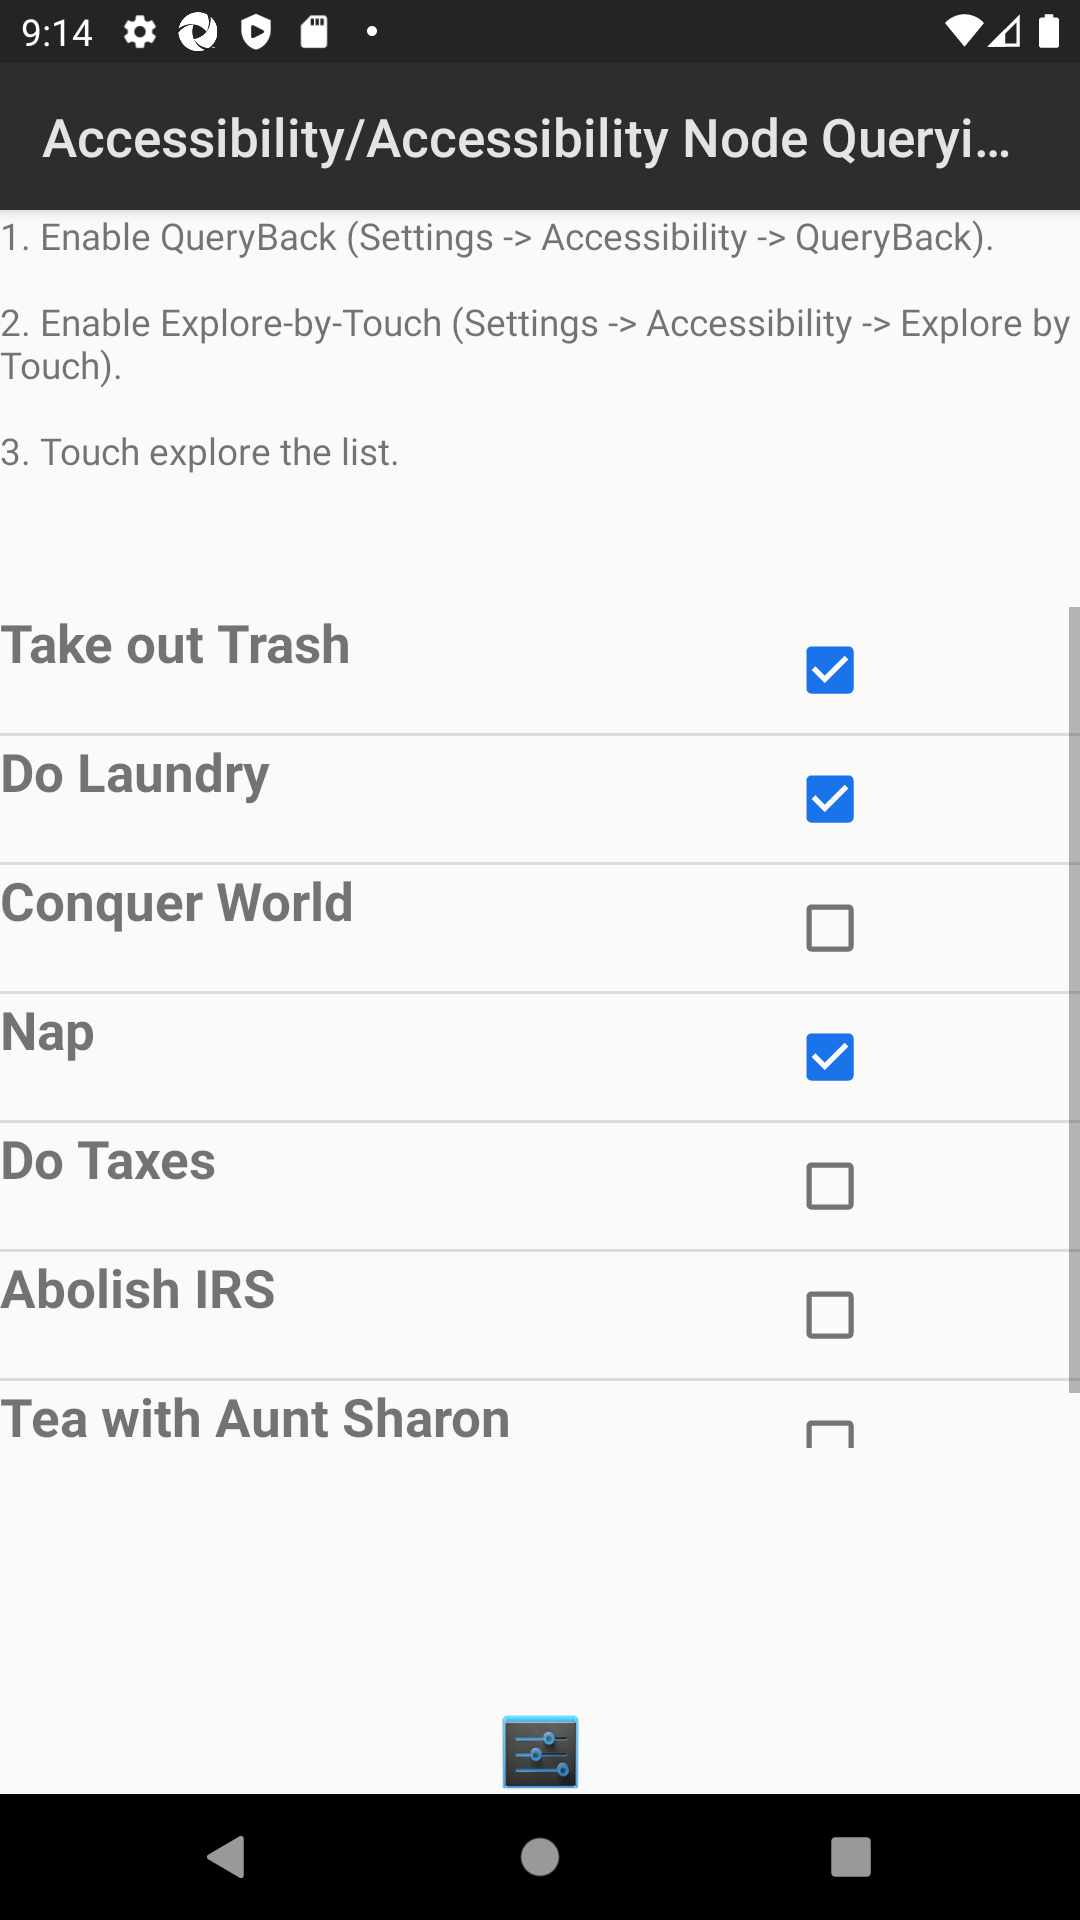 9:14
Accessibility/Accessibility Node Queryi...
1. Enable QueryBack (Settings -> Accessibility -> QueryBack).
2. Enable Explore-by-Touch (Settings -> Accessibility -> Explore by
Touch).
3. Touch explore the list.
Take out Trash
Do Laundry
Conquer World
Nap
Do Taxes
Abolish IRS
Tea with Aunt Sharon